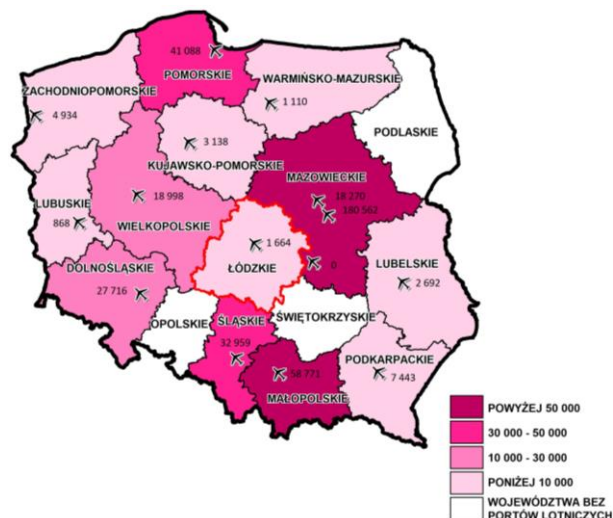 41 088
POMORSKIE
WARMIŃSKO-MAZURSKIE
ZACHODNIOPOMORSKIE
4 934
1 110
PODLASKIE
3 138
KUJAWSKO-POMORSKIE
MAZOWIECKIE
18 998
18 270
LUBUSKIE
180 562
868
WIELKOPOLSKIE
1 664
DOLNOŚLĄSKIE
ŁÓDZKIE
0
LUBELSKIE
2 692
27 716
OPOLSKIE
ŚLĄSKIE
ŚWIĘTOKRZYSKIE
32 959
PODKARPACKIE
58 771
7 443
MAŁOPOLSKIE
POWYŻEJ 50 000
30 000 - 50 000
10 000 - 30 000
PONIŻEJ 10 000
WOJEWÓDZTWA BEZ
PORTÓW LOTNICZYCH